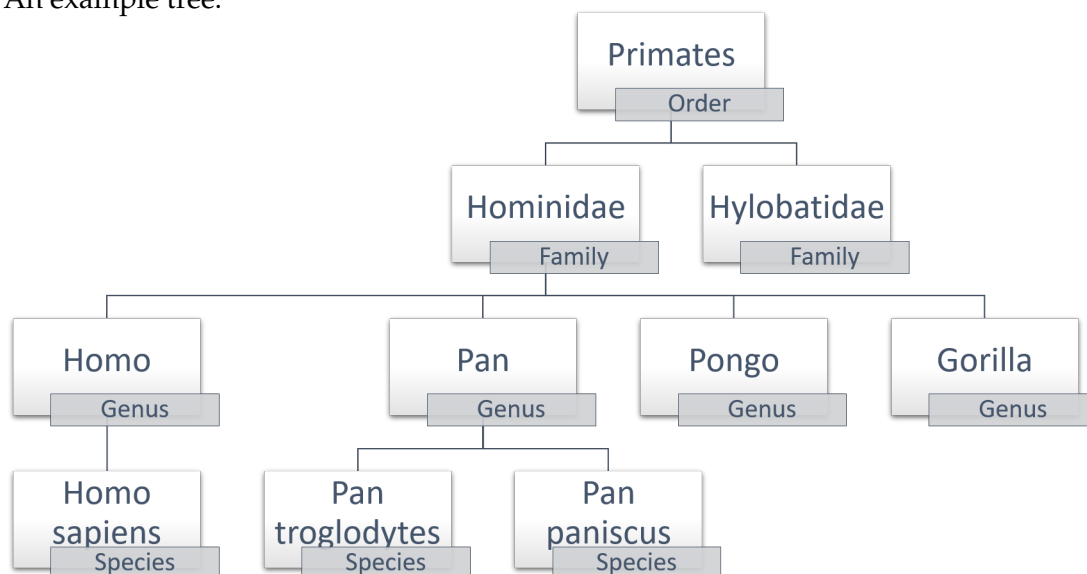 An example tree:
Primates
Order
Hominidae
Family
Hylobatidae
Family
Homo
Genus
Pan
Genus
Pongo
Genus
Gorilla
Genus
Homo
sapiens
Species
Pan
troglodytes
Species
Pan
paniscus
Species